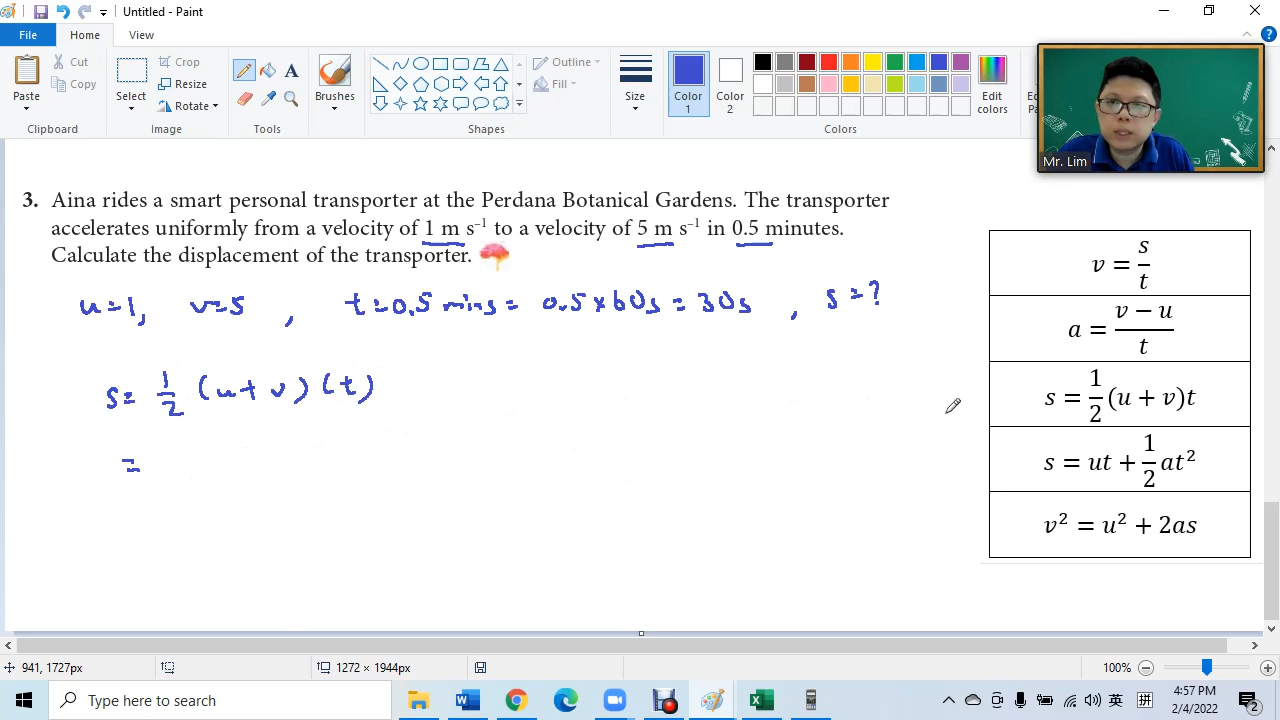 Untitled - Paint
File Home View
Paste Cut Copy Clipboard
Select Crop Resize Rotate Image
Tools
Brushes
Shapes
Outline Fill
Size
Color 1 Color 2 Edit colors Colors
Mr. Lim
3. Aina rides a smart personal transporter at the Perdana Botanical Gardens. The transporter
accelerates uniformly from a velocity of 1 m s⁻¹ to a velocity of 5 m s⁻¹ in 0.5 minutes.
Calculate the displacement of the transporter.
u=1, v=5, t=0.5 mins = 0.5×60s = 30s, s=?
s= 1/2 (u+v)(t)
=
v = s/t
a = (v − u)/t
s = 1/2(u + v)t
s = ut + 1/2at²
v² = u² + 2as
941, 1727px 1272 × 1944px 100%
Type here to search
英 拼 4:57 PM
2/4/2022 2